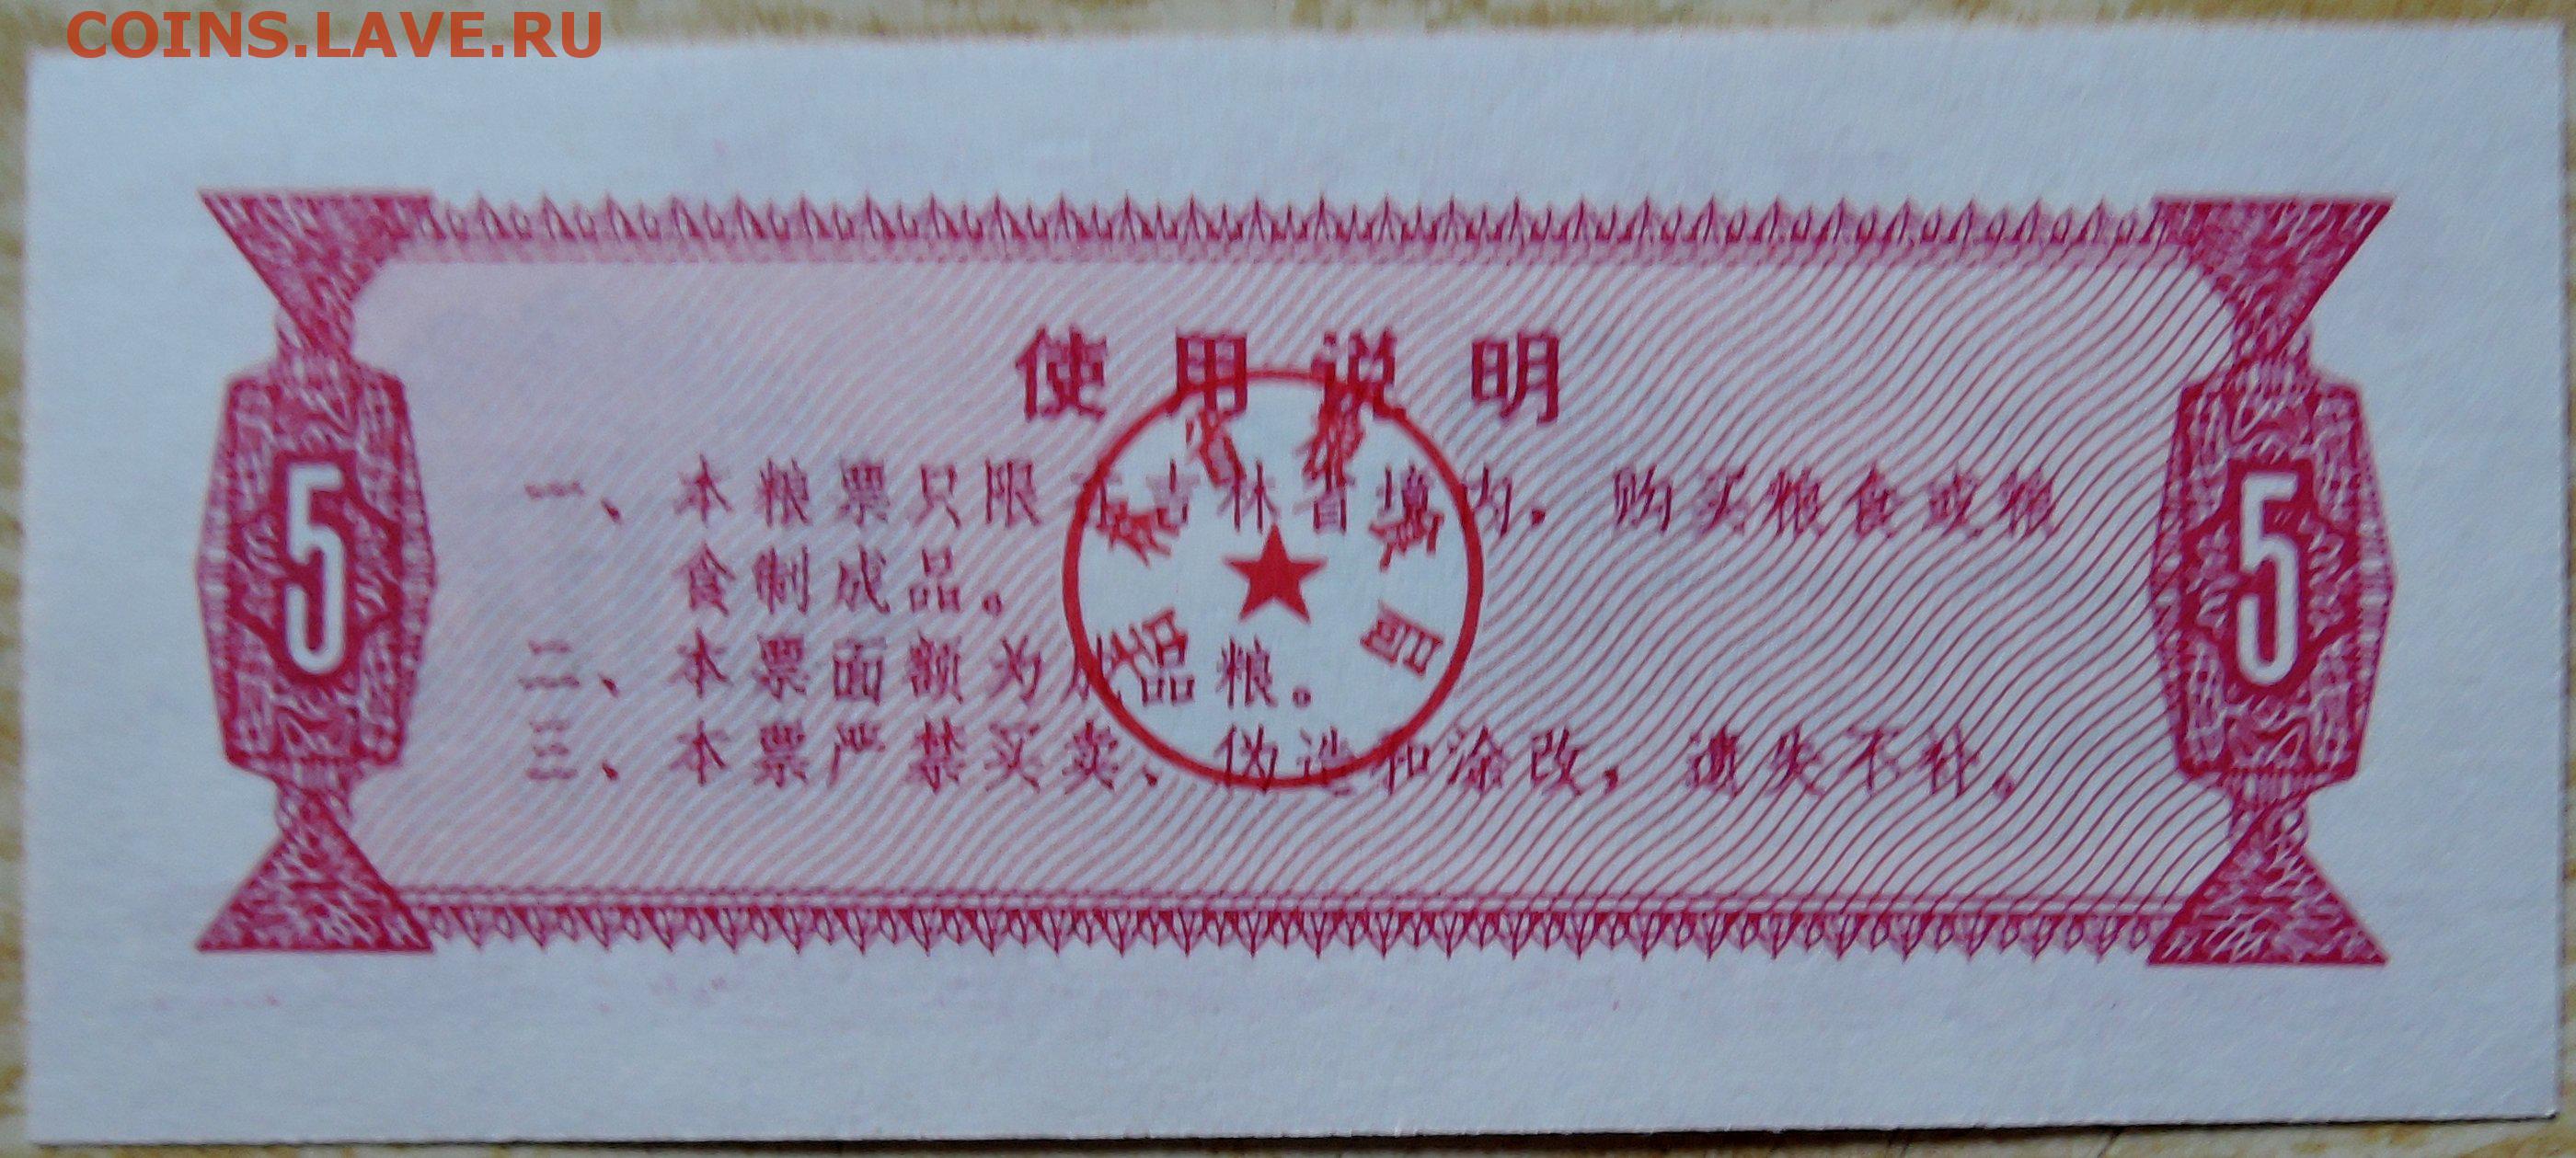 COINS.LAVE.RU
使用说明
一、本粮票只限在吉林省境内，购买粮食或粮
食制成品。
5
5
二、本票面额为成品粮。
三、本票严禁买卖、伪造和涂改，遗失不补。